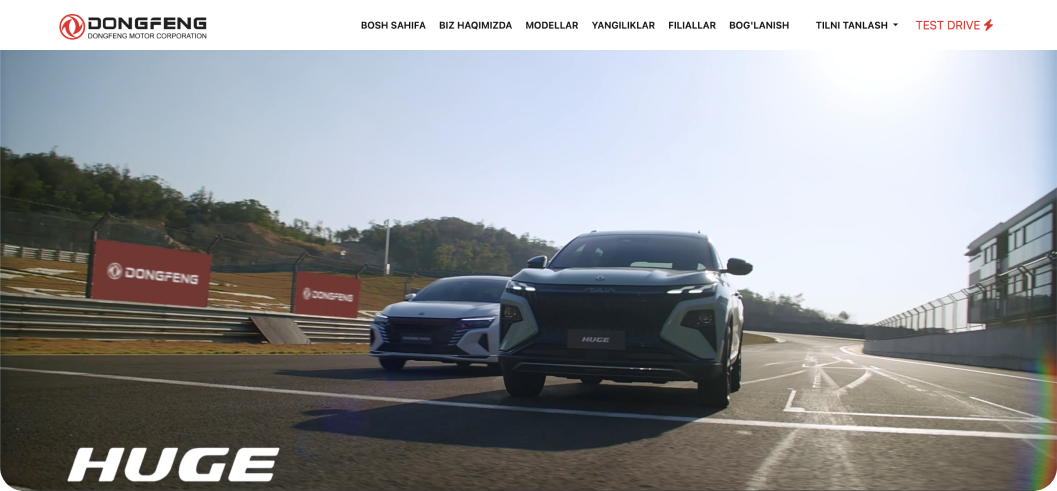 DONGFENG
DONGFENG MOTOR CORPORATION
BOSH SAHIFA BIZ HAQIMIZDA MODELLAR YANGILIKLAR FILIALLAR BOG'LANISH TILNI TANLASH TEST DRIVE
DONGFENG
DONGFENG
HUGE
HUGE